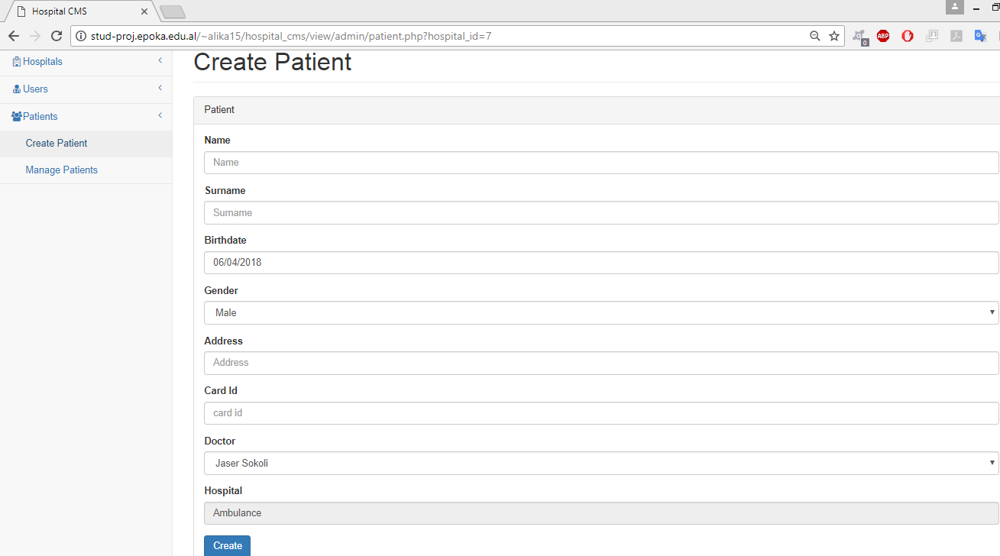 Hospital CMS
stud-proj.epoka.edu.al/~alika15/hospital_cms/view/admin/patient.php?hospital_id=7
0
ABP
Hospitals
Users
Patients
Create Patient
Manage Patients
Create Patient
Patient
Name
Name
Surname
Surname
Birthdate
06/04/2018
Gender
Male
Address
Address
Card Id
card id
Doctor
Jaser Sokoli
Hospital
Ambulance
Create